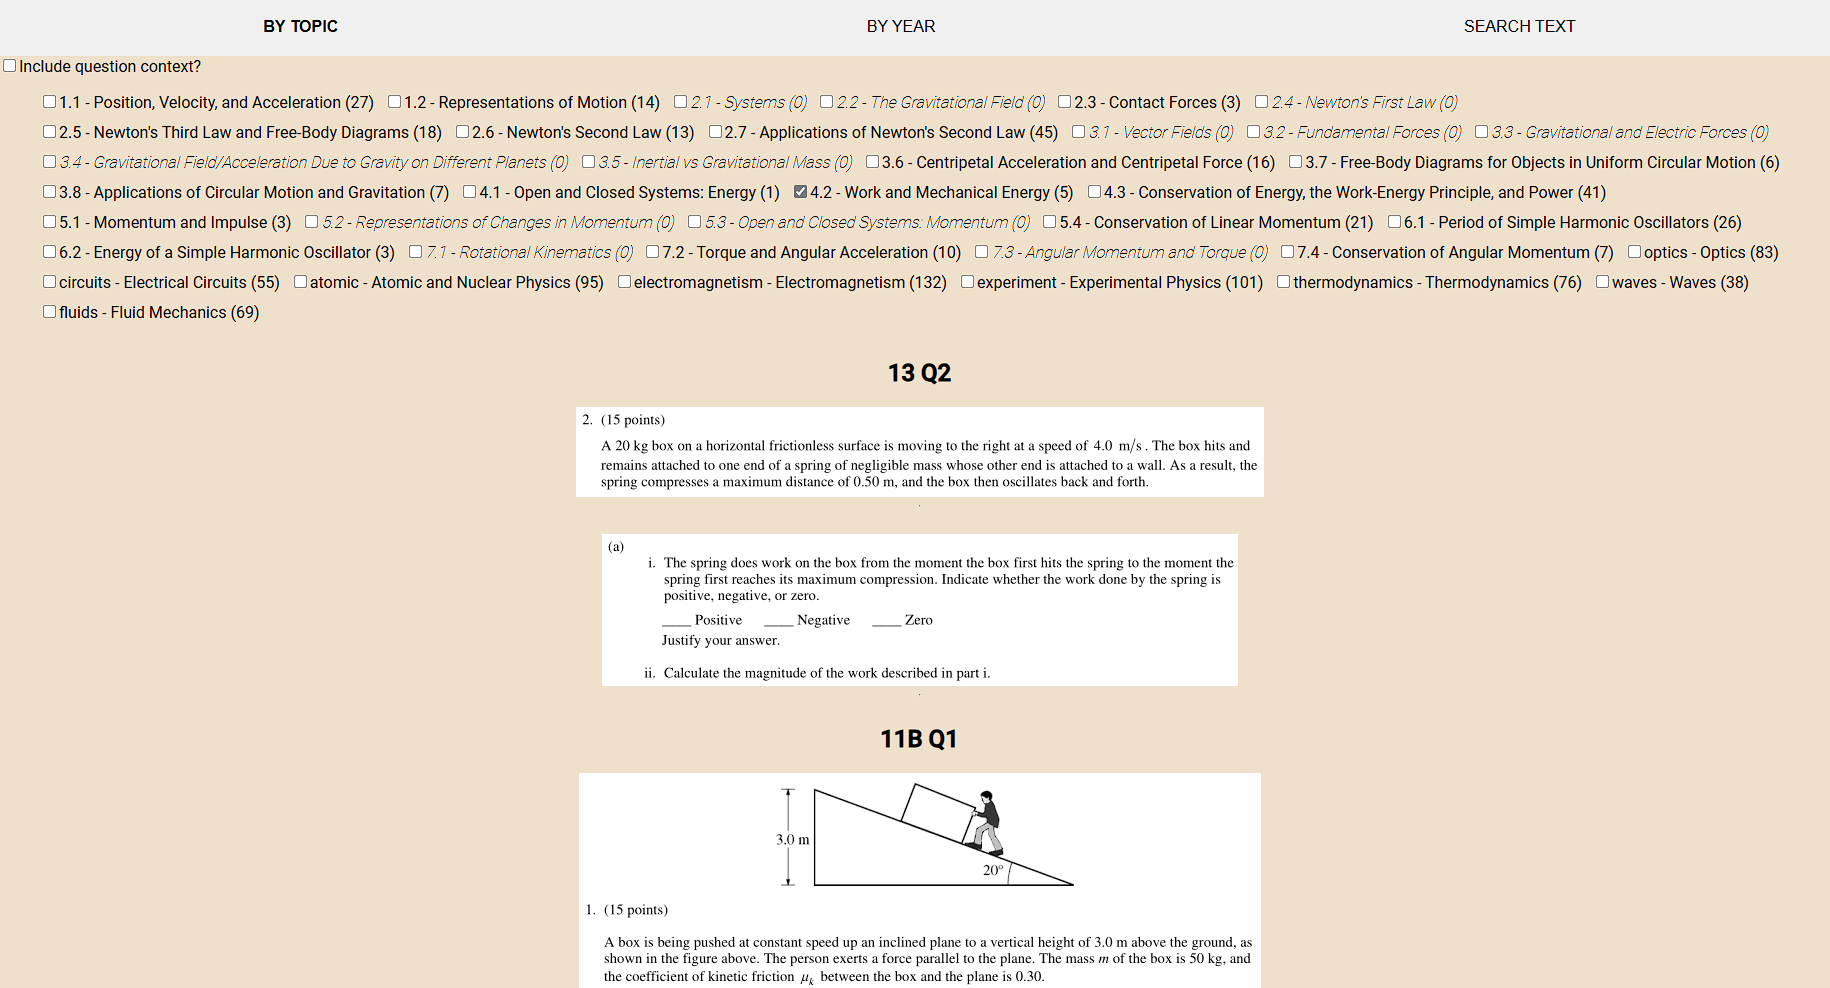 BY TOPIC BY YEAR SEARCH TEXT
Include question context?
1.1 - Position, Velocity, and Acceleration (27) 1.2 - Representations of Motion (14) 2.1 - Systems (0) 2.2 - The Gravitational Field (0) 2.3 - Contact Forces (3) 2.4 - Newton's First Law (0)
2.5 - Newton's Third Law and Free-Body Diagrams (18) 2.6 - Newton's Second Law (13) 2.7 - Applications of Newton's Second Law (45) 3.1 - Vector Fields (0) 3.2 - Fundamental Forces (0) 3.3 - Gravitational and Electric Forces (0)
3.4 - Gravitational Field/Acceleration Due to Gravity on Different Planets (0) 3.5 - Inertial vs Gravitational Mass (0) 3.6 - Centripetal Acceleration and Centripetal Force (16) 3.7 - Free-Body Diagrams for Objects in Uniform Circular Motion (6)
3.8 - Applications of Circular Motion and Gravitation (7) 4.1 - Open and Closed Systems: Energy (1) 4.2 - Work and Mechanical Energy (5) 4.3 - Conservation of Energy, the Work-Energy Principle, and Power (41)
5.1 - Momentum and Impulse (3) 5.2 - Representations of Changes in Momentum (0) 5.3 - Open and Closed Systems: Momentum (0) 5.4 - Conservation of Linear Momentum (21) 6.1 - Period of Simple Harmonic Oscillators (26)
6.2 - Energy of a Simple Harmonic Oscillator (3) 7.1 - Rotational Kinematics (0) 7.2 - Torque and Angular Acceleration (10) 7.3 - Angular Momentum and Torque (0) 7.4 - Conservation of Angular Momentum (7) optics - Optics (83)
circuits - Electrical Circuits (55) atomic - Atomic and Nuclear Physics (95) electromagnetism - Electromagnetism (132) experiment - Experimental Physics (101) thermodynamics - Thermodynamics (76) waves - Waves (38)
fluids - Fluid Mechanics (69)
13 Q2
2. (15 points)
A 20 kg box on a horizontal frictionless surface is moving to the right at a speed of 4.0 m/s. The box hits and
remains attached to one end of a spring of negligible mass whose other end is attached to a wall. As a result, the
spring compresses a maximum distance of 0.50 m, and the box then oscillates back and forth.
(a)
i. The spring does work on the box from the moment the box first hits the spring to the moment the
spring first reaches its maximum compression. Indicate whether the work done by the spring is
positive, negative, or zero.
____ Positive ____ Negative ____ Zero
Justify your answer.
ii. Calculate the magnitude of the work described in part i.
11B Q1
3.0 m
20°
1. (15 points)
A box is being pushed at constant speed up an inclined plane to a vertical height of 3.0 m above the ground, as
shown in the figure above. The person exerts a force parallel to the plane. The mass m of the box is 50 kg, and
the coefficient of kinetic friction μk between the box and the plane is 0.30.